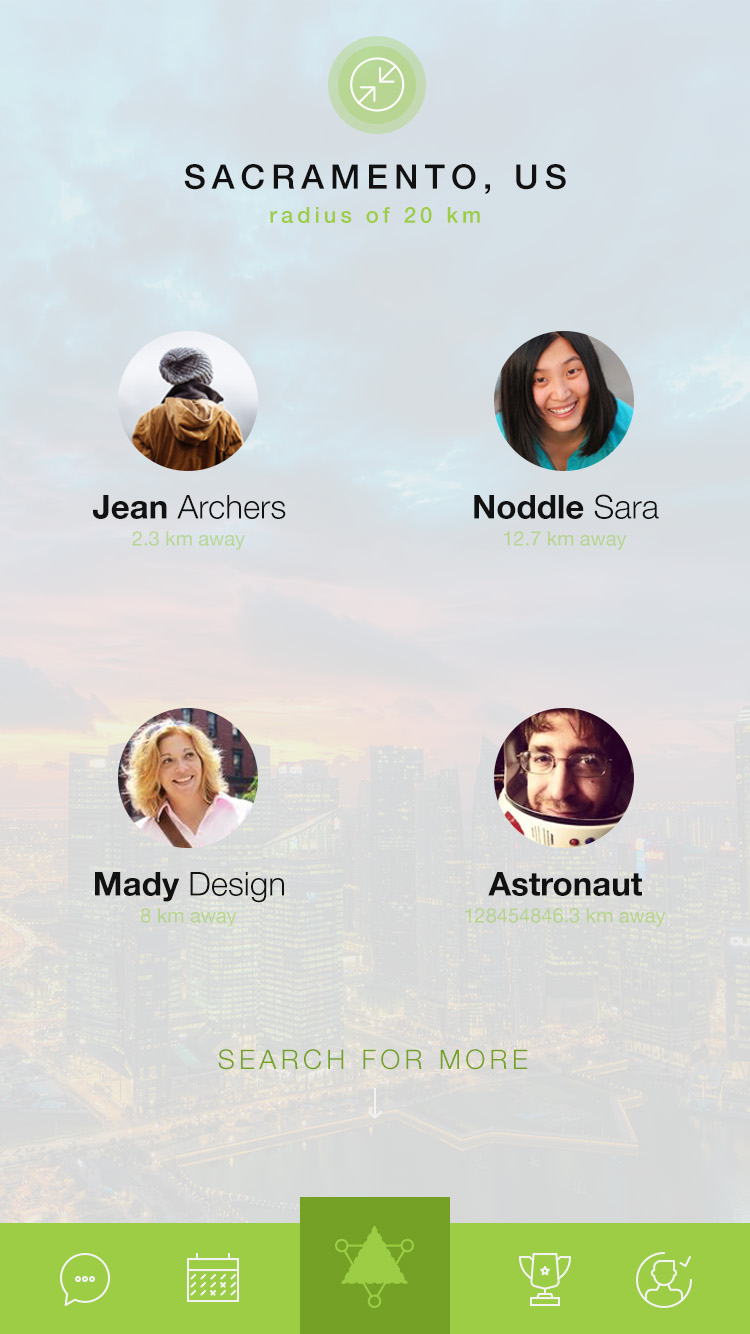 SACRAMENTO, US
radius of 20 km
Jean Archers
2.3 km away
Noddle Sara
12.7 km away
Mady Design
8 km away
Astronaut
128454846.3 km away
SEARCH FOR MORE